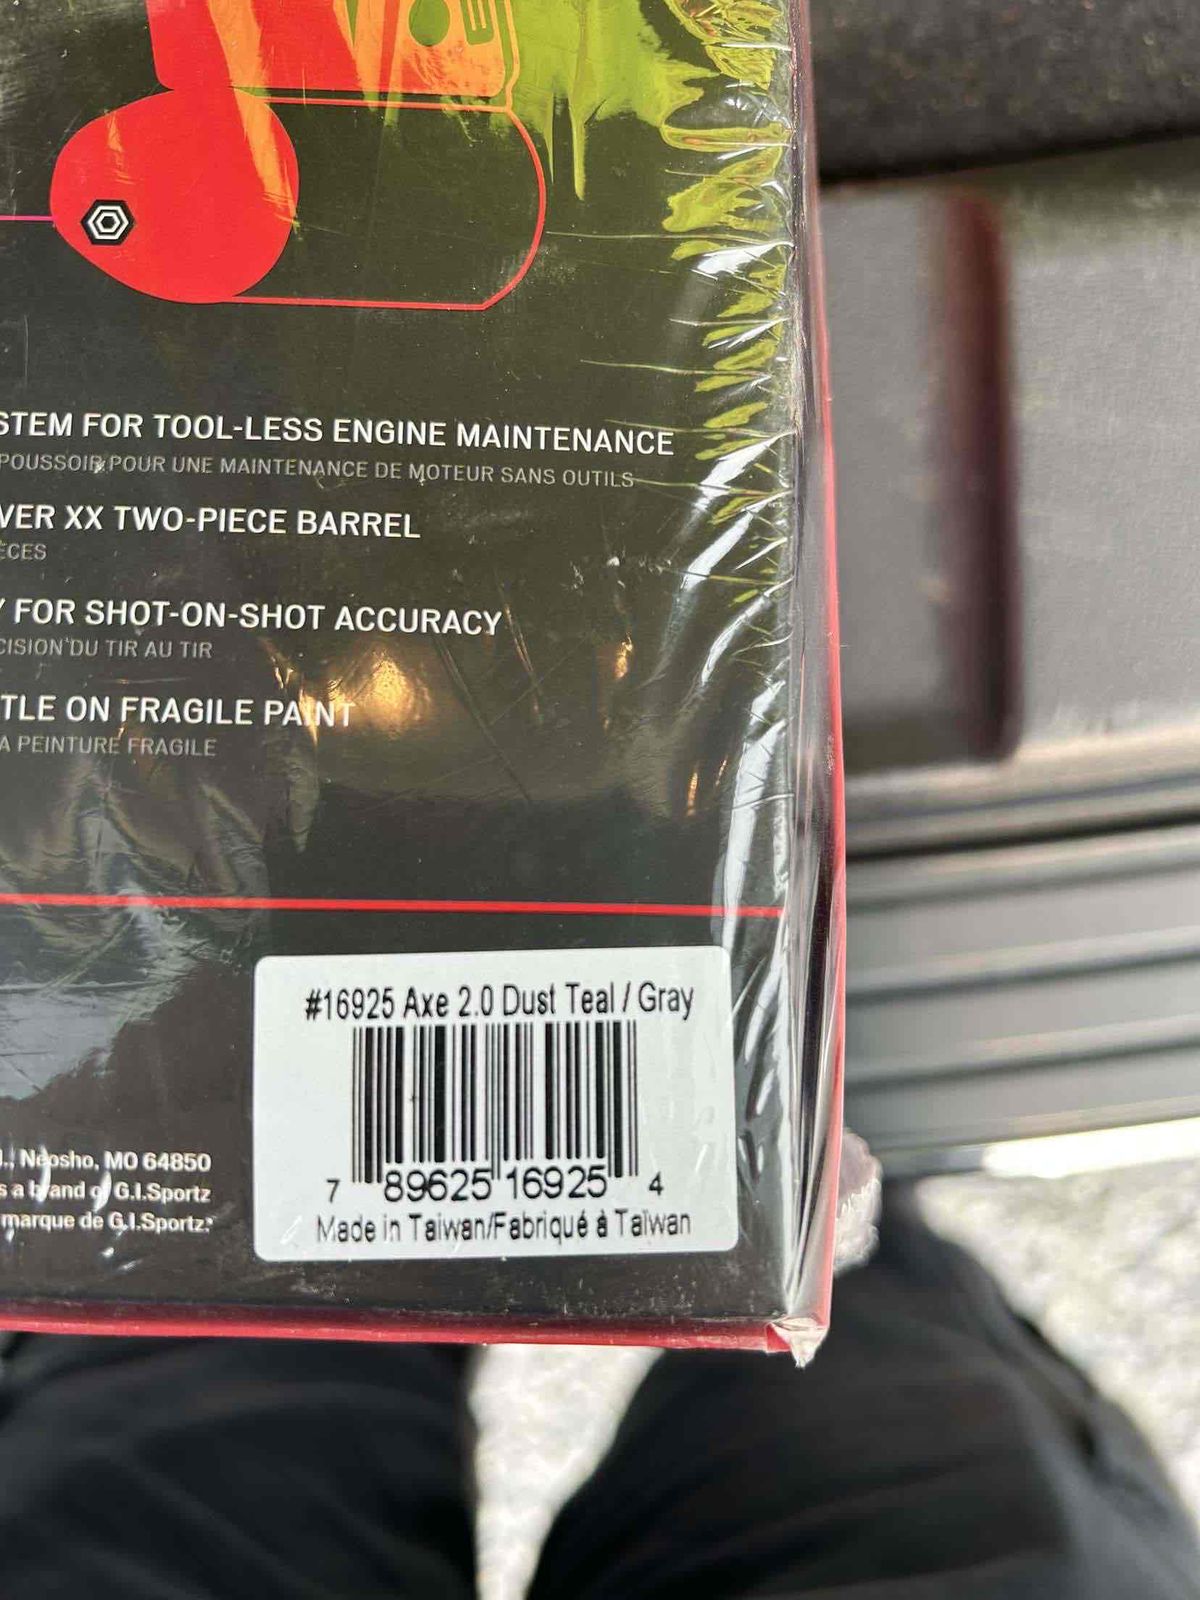 STEM FOR TOOL-LESS ENGINE MAINTENANCE
POUSSOIR POUR UNE MAINTENANCE DE MOTEUR SANS OUTILS
VER XX TWO-PIECE BARREL
ÈCES
FOR SHOT-ON-SHOT ACCURACY
CISION DU TIR AU TIR
TLE ON FRAGILE PAINT
A PEINTURE FRAGILE
#16925 Axe 2.0 Dust Teal / Gray
7 89625 16925 4
Made in Taiwan/Fabriqué à Taïwan
Neosho, MO 64850
s a brand of G.I.Sportz
marque de G.I.Sportz.